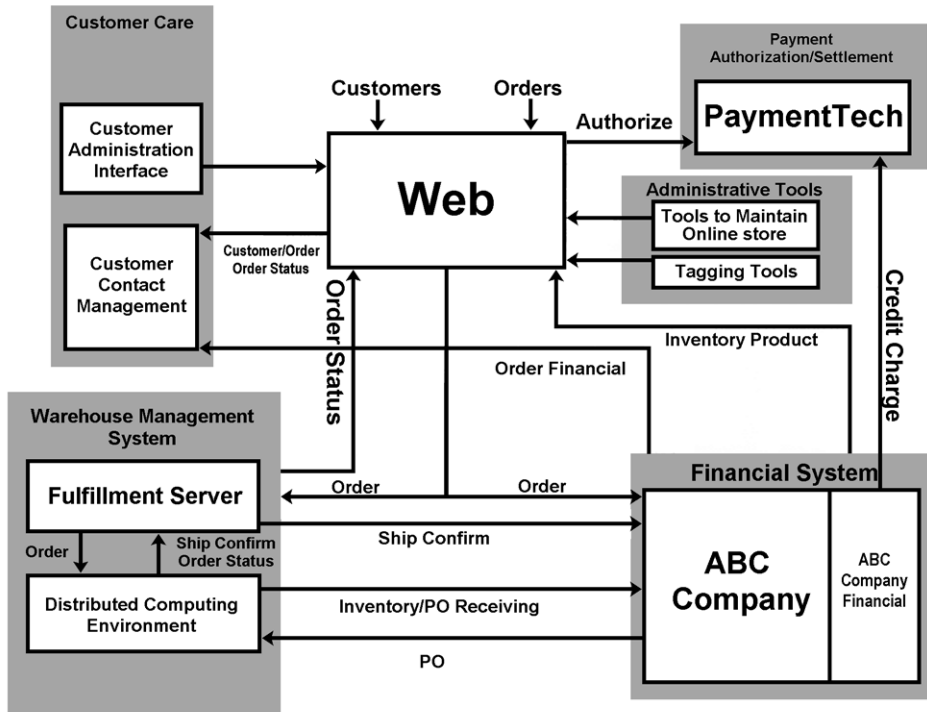 Customer Care
Customer
Administration
Interface
Customer
Contact
Management
Customers
Orders
Web
Authorize
Payment
Authorization/Settlement
PaymentTech
Administrative Tools
Tools to Maintain
Online store
Tagging Tools
Customer/Order
Order Status
Order Status
Inventory Product
Credit Charge
Order Financial
Warehouse Management
System
Fulfillment Server
Order
Ship Confirm
Order Status
Distributed Computing
Environment
Order
Order
Ship Confirm
Inventory/PO Receiving
PO
Financial System
ABC
Company
ABC
Company
Financial